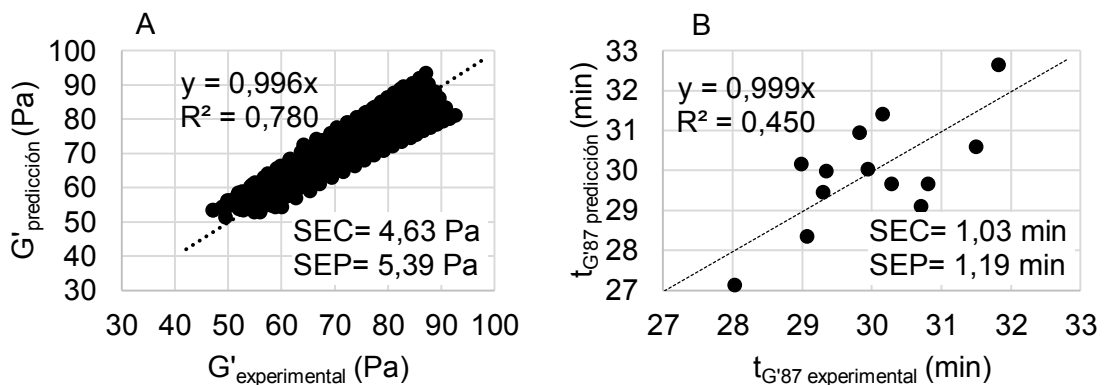 A
100
90
80
70
60
50
40
30
G'predicción (Pa)
y = 0,996x
R² = 0,780
SEC= 4,63 Pa
SEP= 5,39 Pa
30 40 50 60 70 80 90 100
G'experimental (Pa)
B
33
32
31
30
29
28
27
tG'87 predicción (min)
y = 0,999x
R² = 0,450
SEC= 1,03 min
SEP= 1,19 min
27 28 29 30 31 32 33
tG'87 experimental (min)